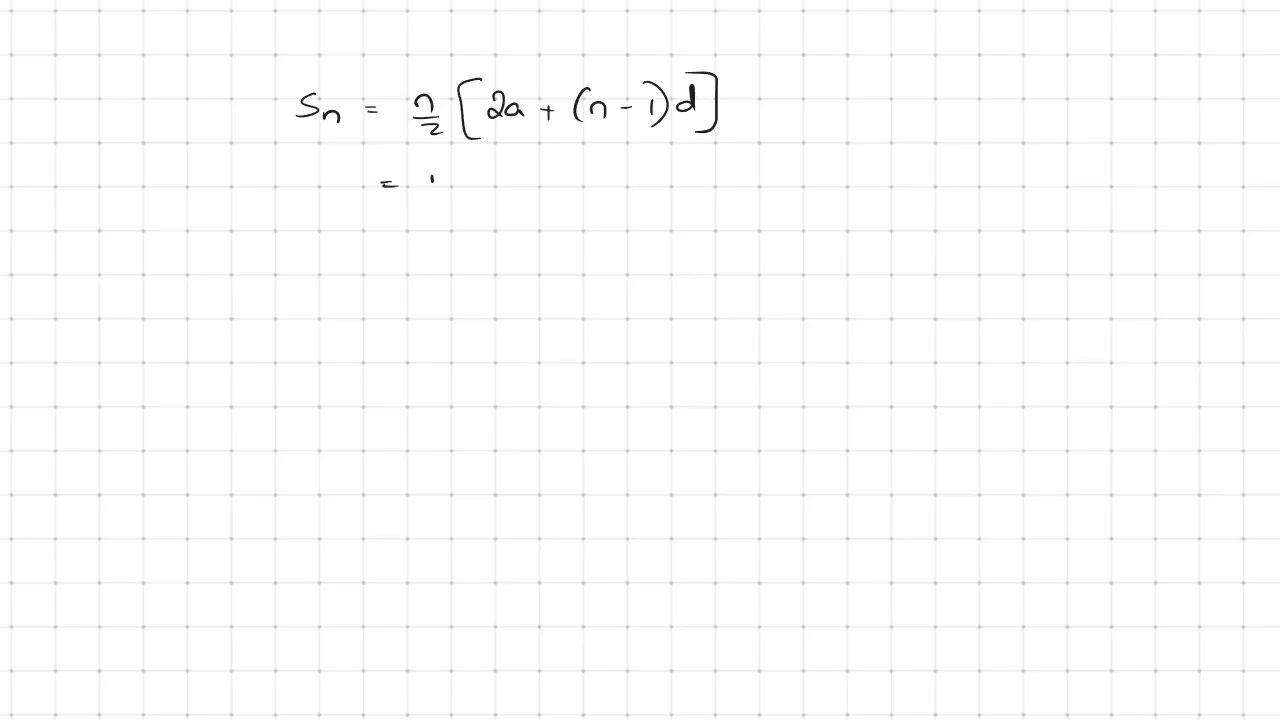 Sn = n/2 [2a + (n - 1)d]
=